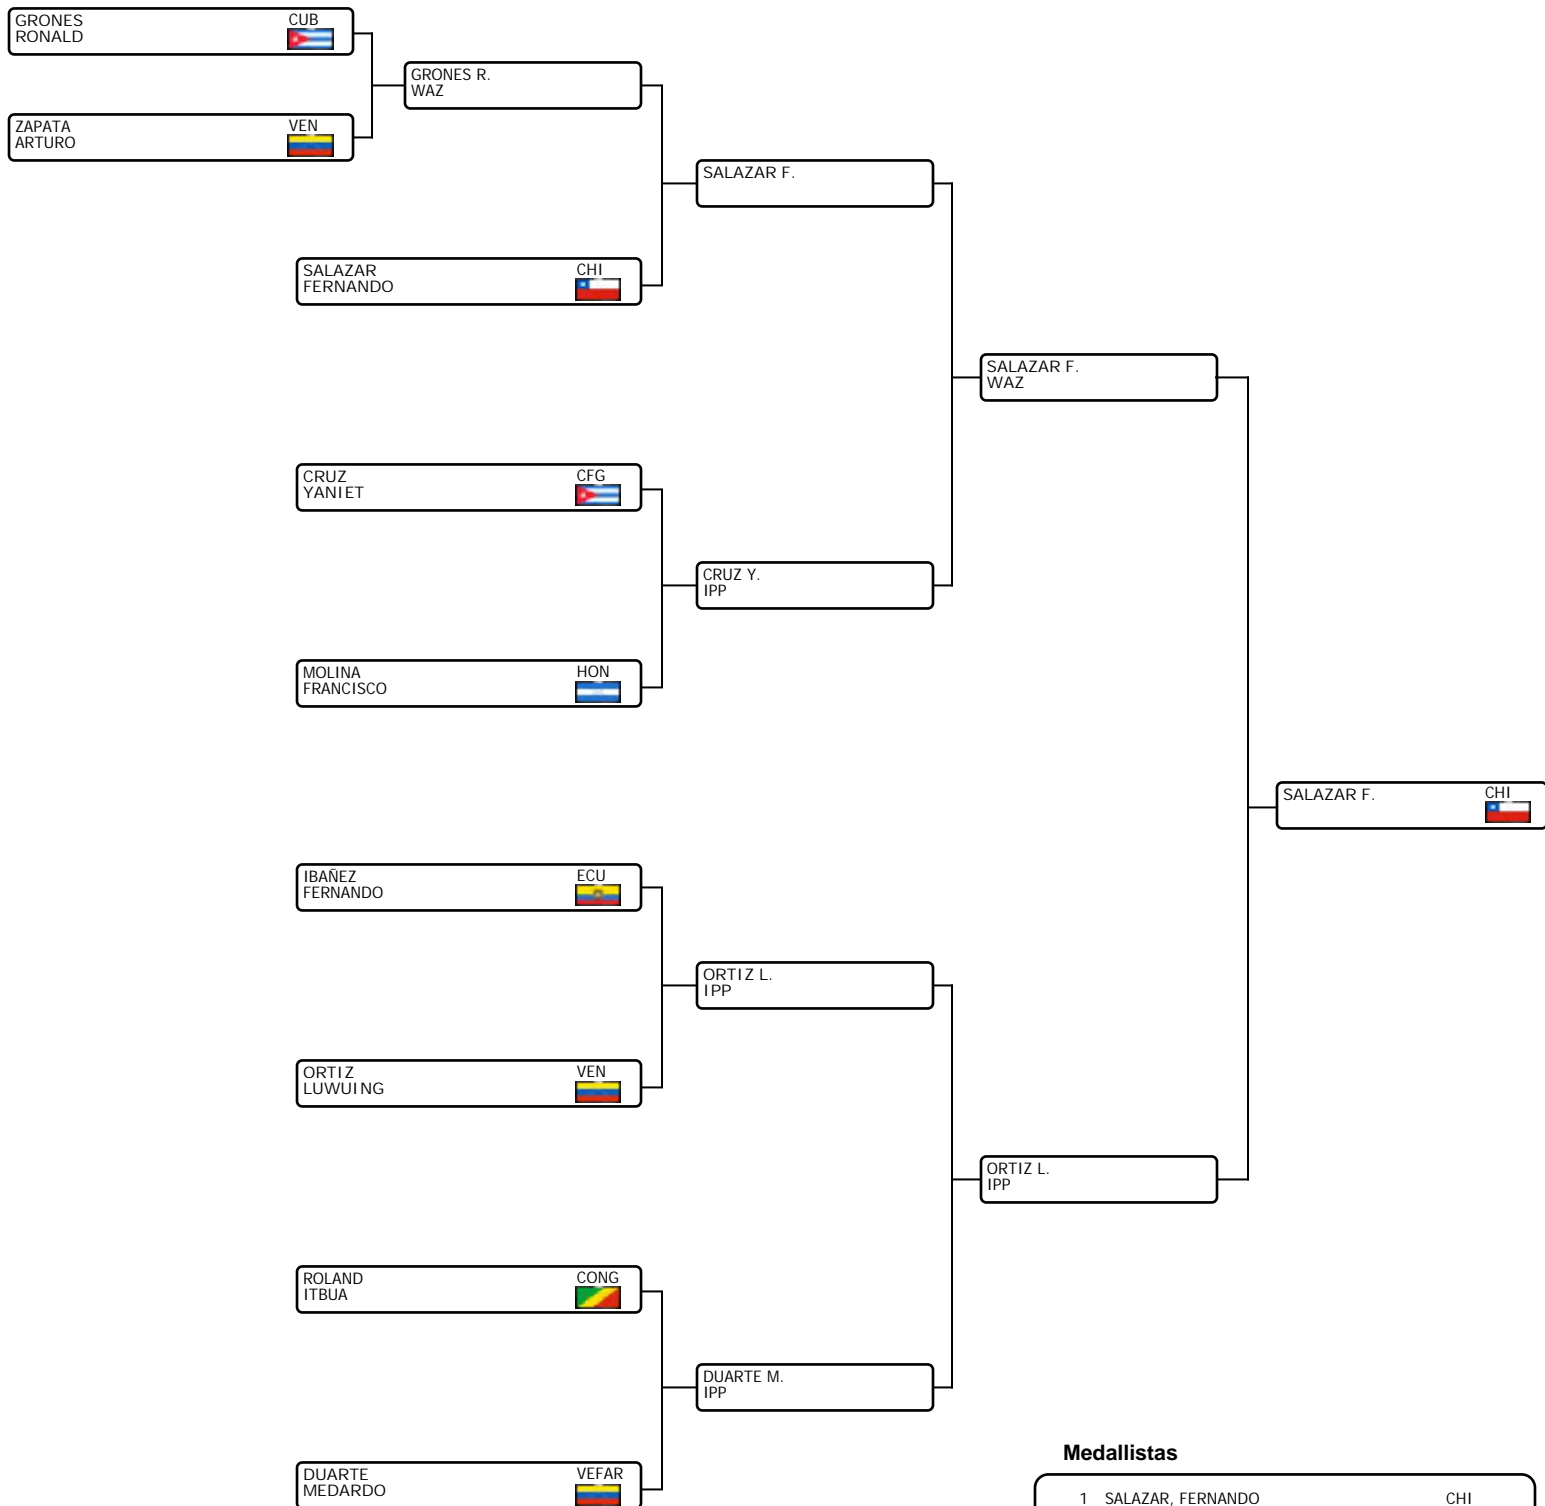 GRONES CUB
RONALD
GRONES R.
WAZ
ZAPATA VEN
ARTURO
SALAZAR F.
SALAZAR CHI
FERNANDO
SALAZAR F.
WAZ
CRUZ CFG
YANIET
CRUZ Y.
IPP
MOLINA HON
FRANCISCO
SALAZAR F. CHI
IBAÑEZ ECU
FERNANDO
ORTIZ L.
IPP
ORTIZ VEN
LUWUING
ORTIZ L.
IPP
ROLAND CONG
ITBUA
DUARTE M.
IPP
DUARTE VEFAR
MEDARDO
Medallistas
1 SALAZAR, FERNANDO CHI